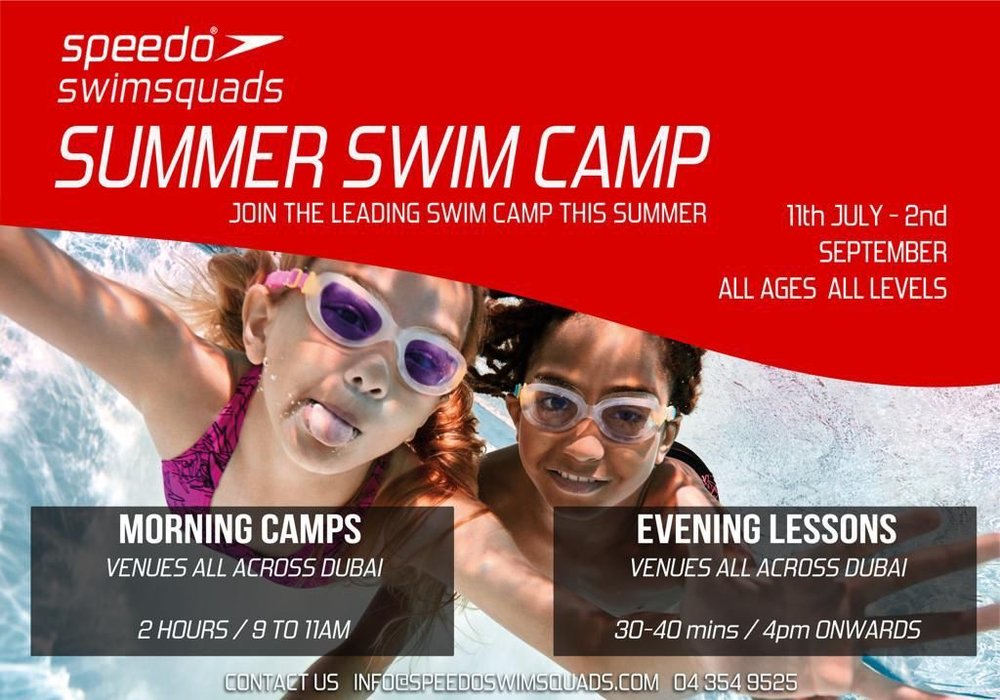 speedo®
swimsquads
SUMMER SWIM CAMP
JOIN THE LEADING SWIM CAMP THIS SUMMER
11th JULY - 2nd
SEPTEMBER
ALL AGES ALL LEVELS
MORNING CAMPS
VENUES ALL ACROSS DUBAI
2 HOURS / 9 TO 11AM
EVENING LESSONS
VENUES ALL ACROSS DUBAI
30-40 mins / 4pm ONWARDS
CONTACT US INFO@SPEEDOSWIMSQUADS.COM 04 354 9525